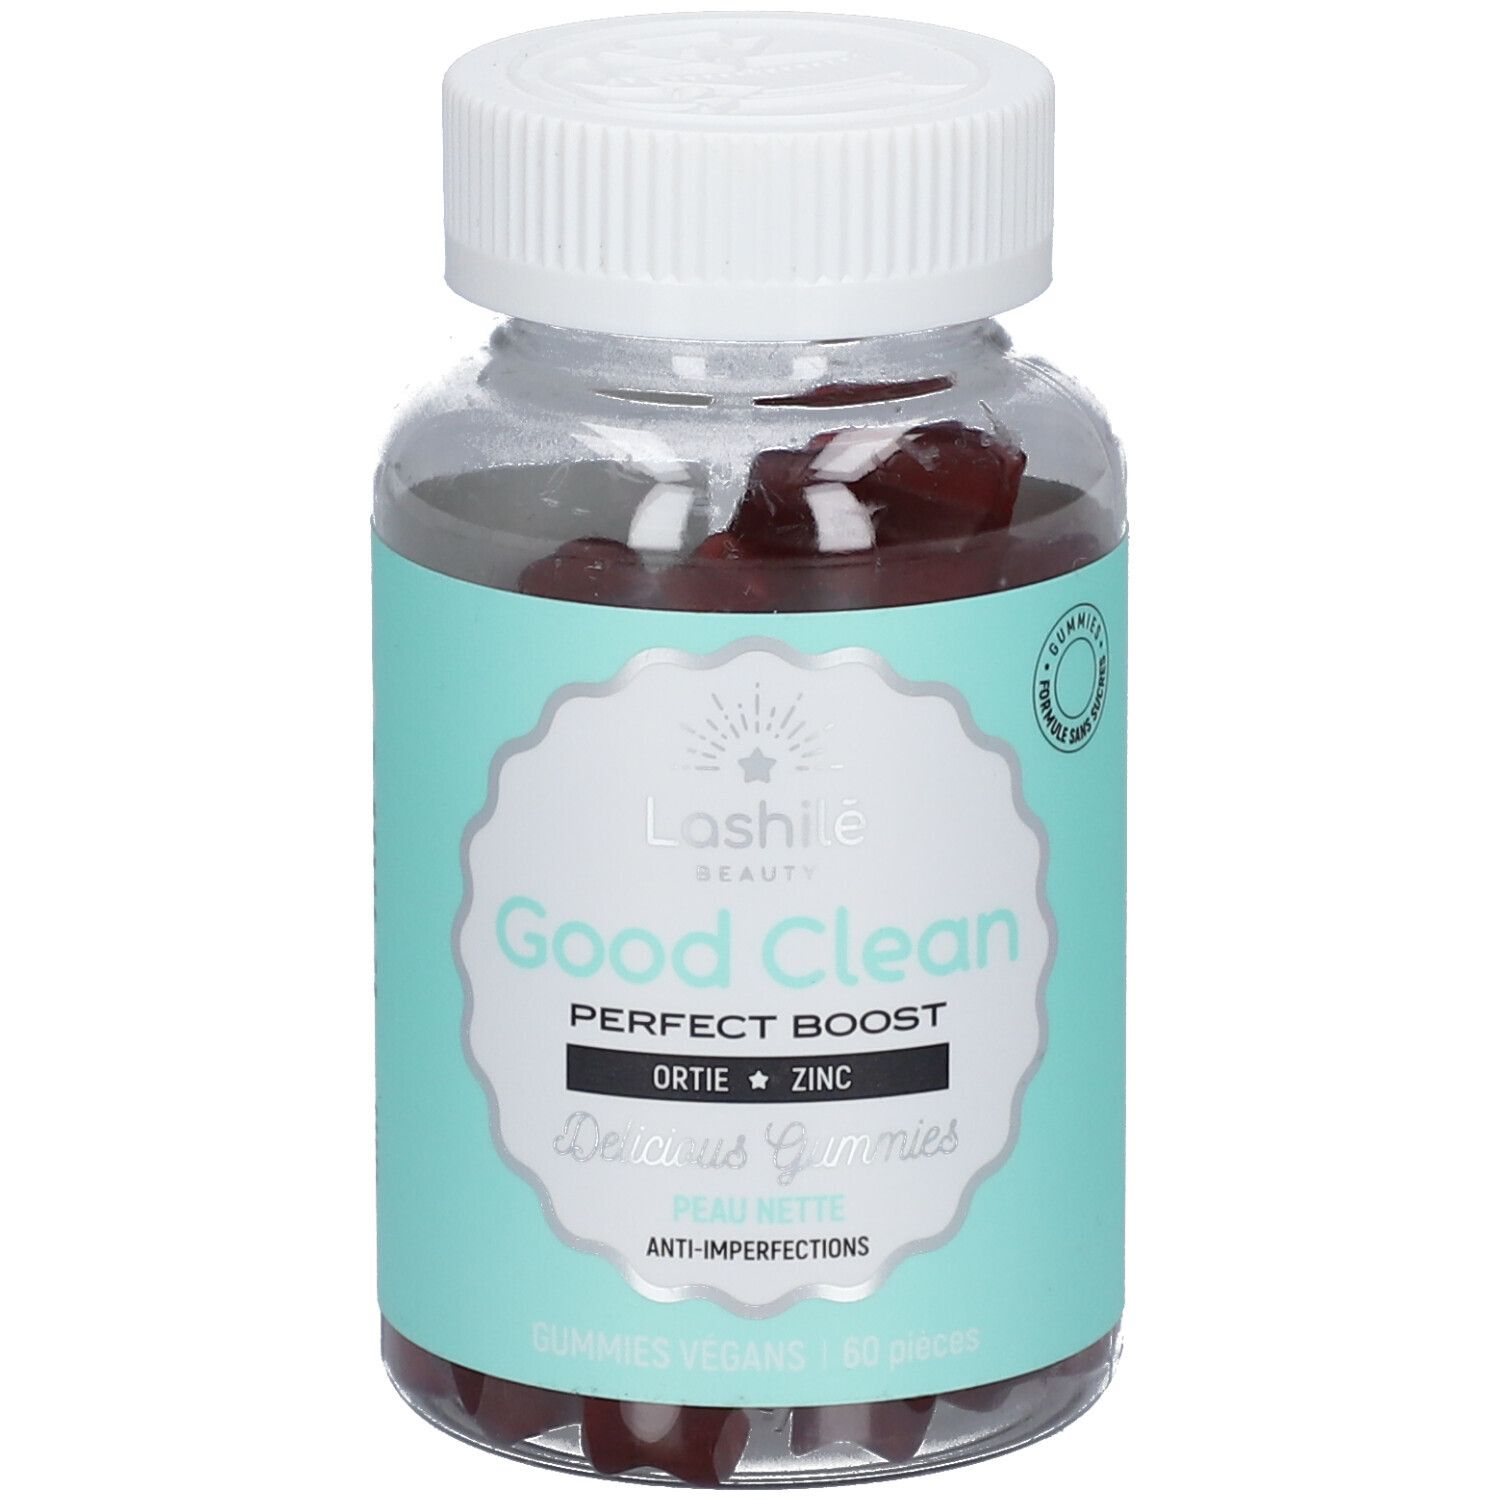 GUMMIES
FORMULE SANS SUCRES
Lashilé
BEAUTY
Good Clean
PERFECT BOOST
ORTIE ★ ZINC
Delicious Gummies
PEAU NETTE
ANTI-IMPERFECTIONS
GUMMIES VÉGANS | 60 pièces